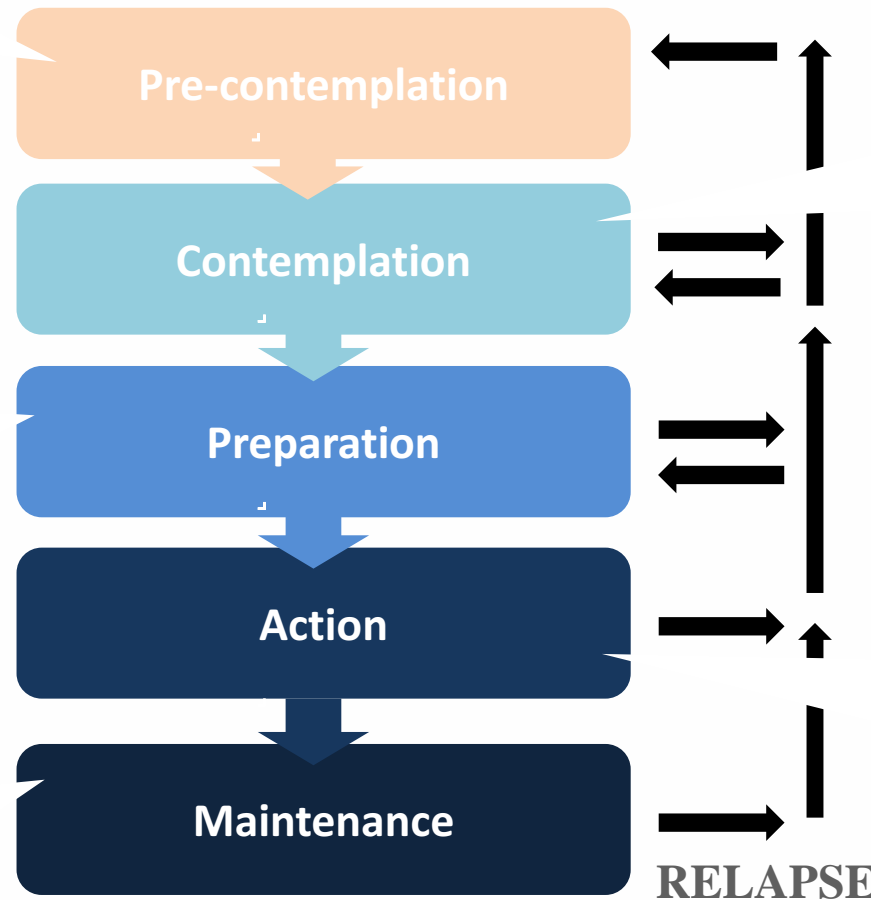 Pre-contemplation
Contemplation
Preparation
Action
Maintenance
RELAPSE